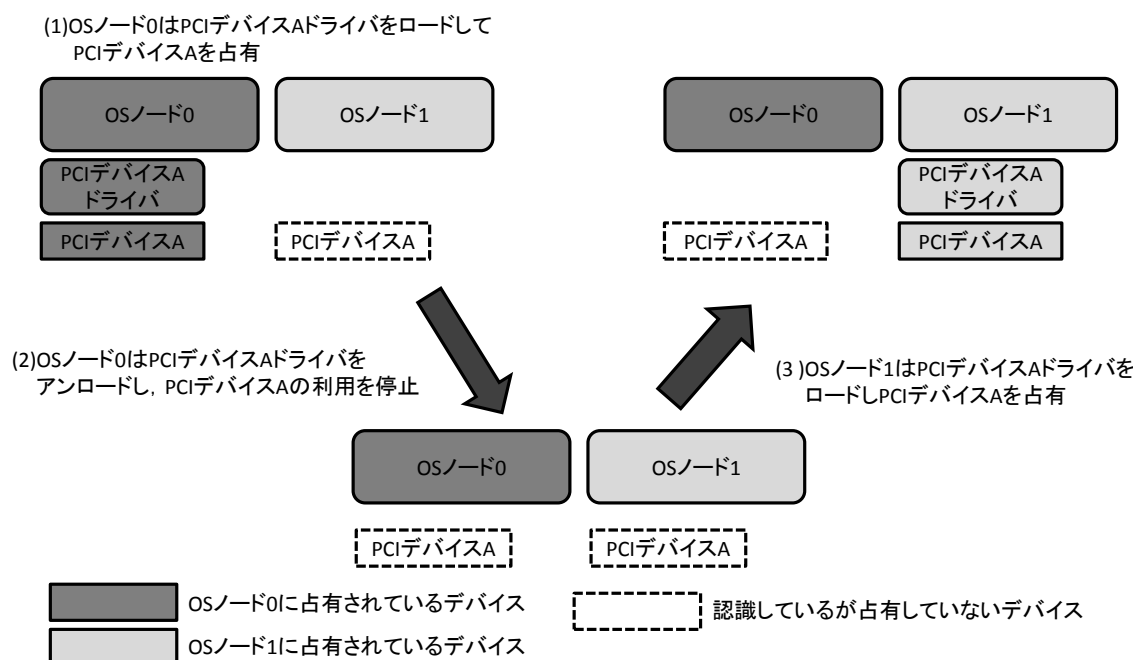 (1)OSノード0はPCIデバイスAドライバをロードして
PCIデバイスAを占有
OSノード0
OSノード1
PCIデバイスA
ドライバ
PCIデバイスA
PCIデバイスA
OSノード0
OSノード1
PCIデバイスA
ドライバ
PCIデバイスA
PCIデバイスA
(2)OSノード0はPCIデバイスAドライバを
アンロードし, PCIデバイスAの利用を停止
(3 )OSノード1はPCIデバイスAドライバを
ロードしPCIデバイスAを占有
OSノード0
OSノード1
PCIデバイスA
PCIデバイスA
OSノード0に占有されているデバイス
認識しているが占有していないデバイス
OSノード1に占有されているデバイス